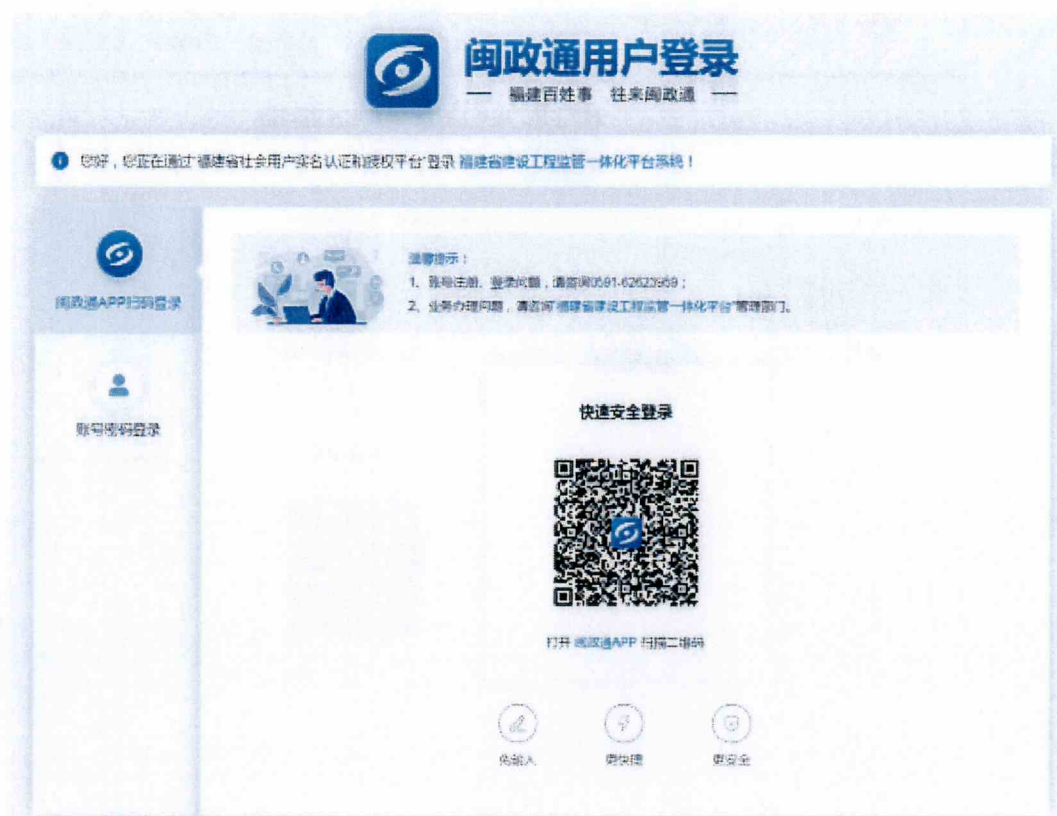 闽政通用户登录
福建百姓事 往来闽政通
您好，您正在通过"福建省社会用户实名认证和授权平台"登录 福建省建设工程监管一体化平台系统！
闽政通APP扫码登录
账号密码登录
温馨提示：
1、账号注册、登录问题，请咨询0591-62623959；
2、业务办理问题，请咨询"福建省建设工程监管一体化平台"管理部门。
快速安全登录
打开 闽政通APP 扫描二维码
免输入
更快捷
更安全